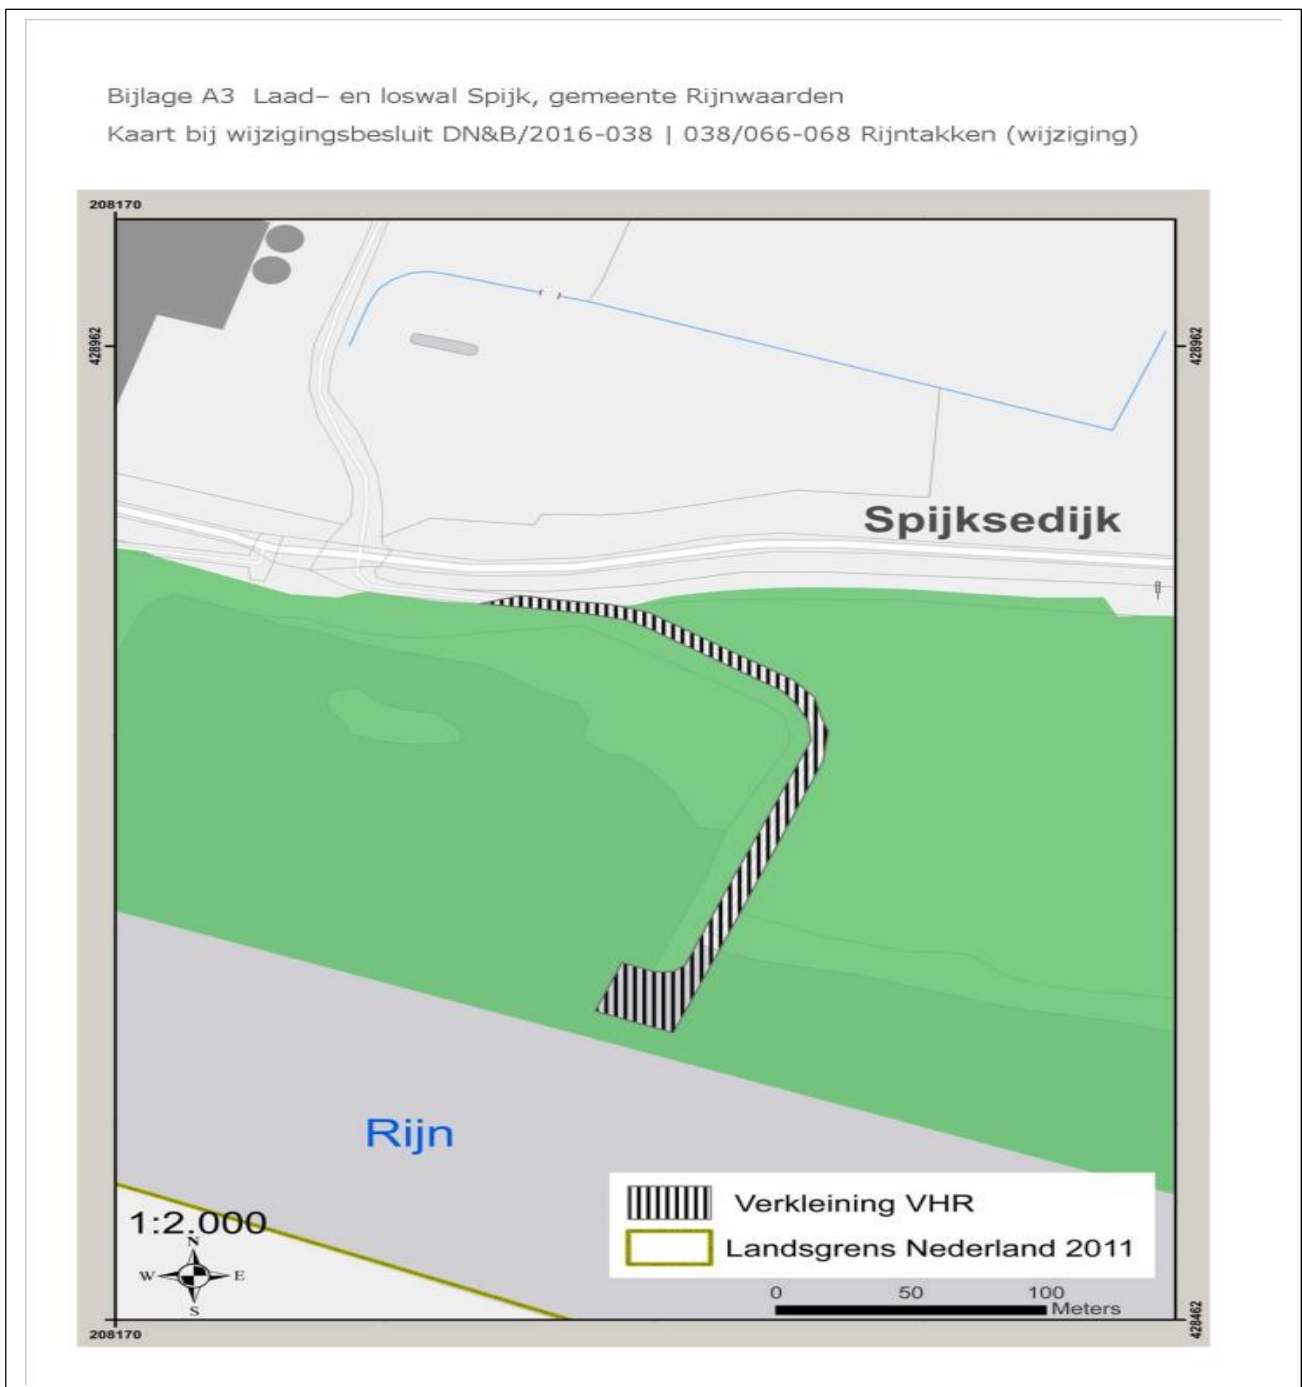 Bijlage A3 Laad- en loswal Spijk, gemeente Rijnwaarden
Kaart bij wijzigingsbesluit DN&B/2016-038 | 038/066-068 Rijntakken (wijziging)
208170
428962
428962
Spijksedijk
Rijn
Verkleining VHR
Landsgrens Nederland 2011
1:2.000
N
W E
S
0 50 100
Meters
208170
428462